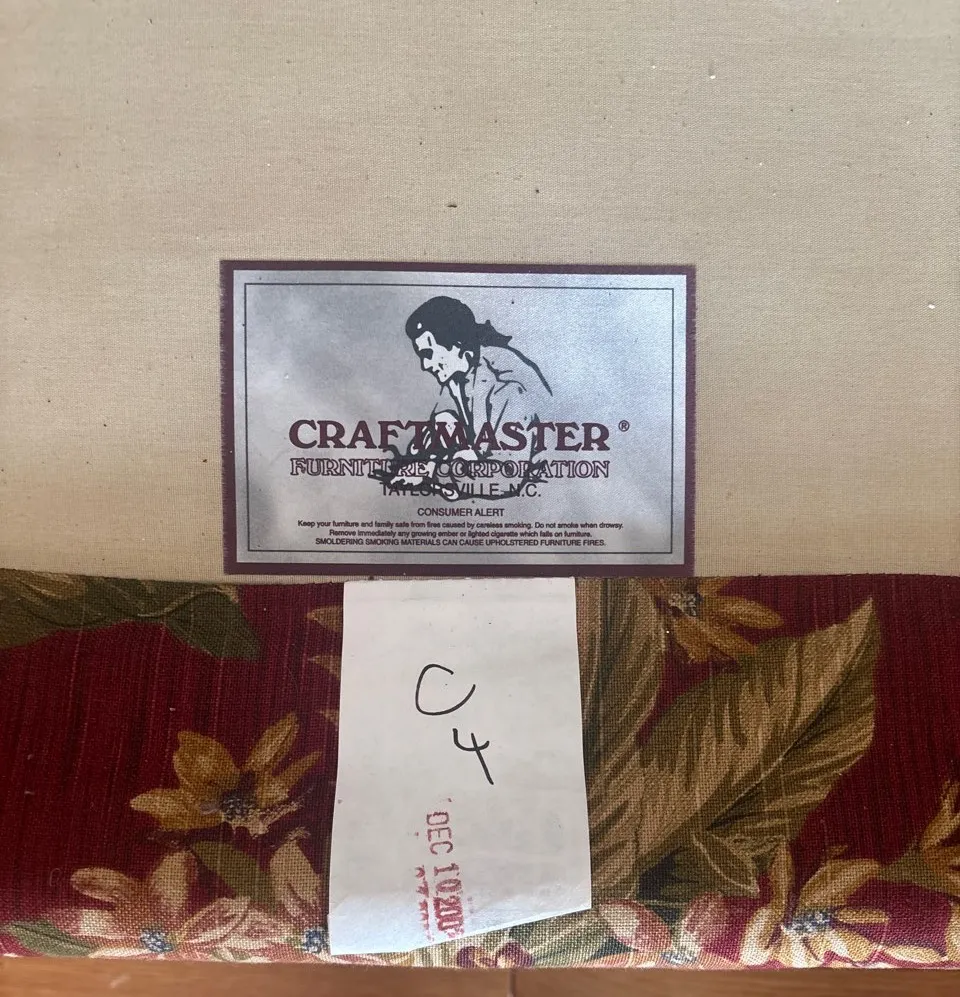 CRAFTMASTER ®
FURNITURE CORPORATION
TAYLORSVILLE, N.C.
CONSUMER ALERT
Keep your furniture and family safe from fires caused by careless smoking. Do not smoke when drowsy.
Remove immediately any growing ember or lighted cigarette which falls on furniture.
SMOLDERING SMOKING MATERIALS CAN CAUSE UPHOLSTERED FURNITURE FIRES.
C
4
DEC 10 200